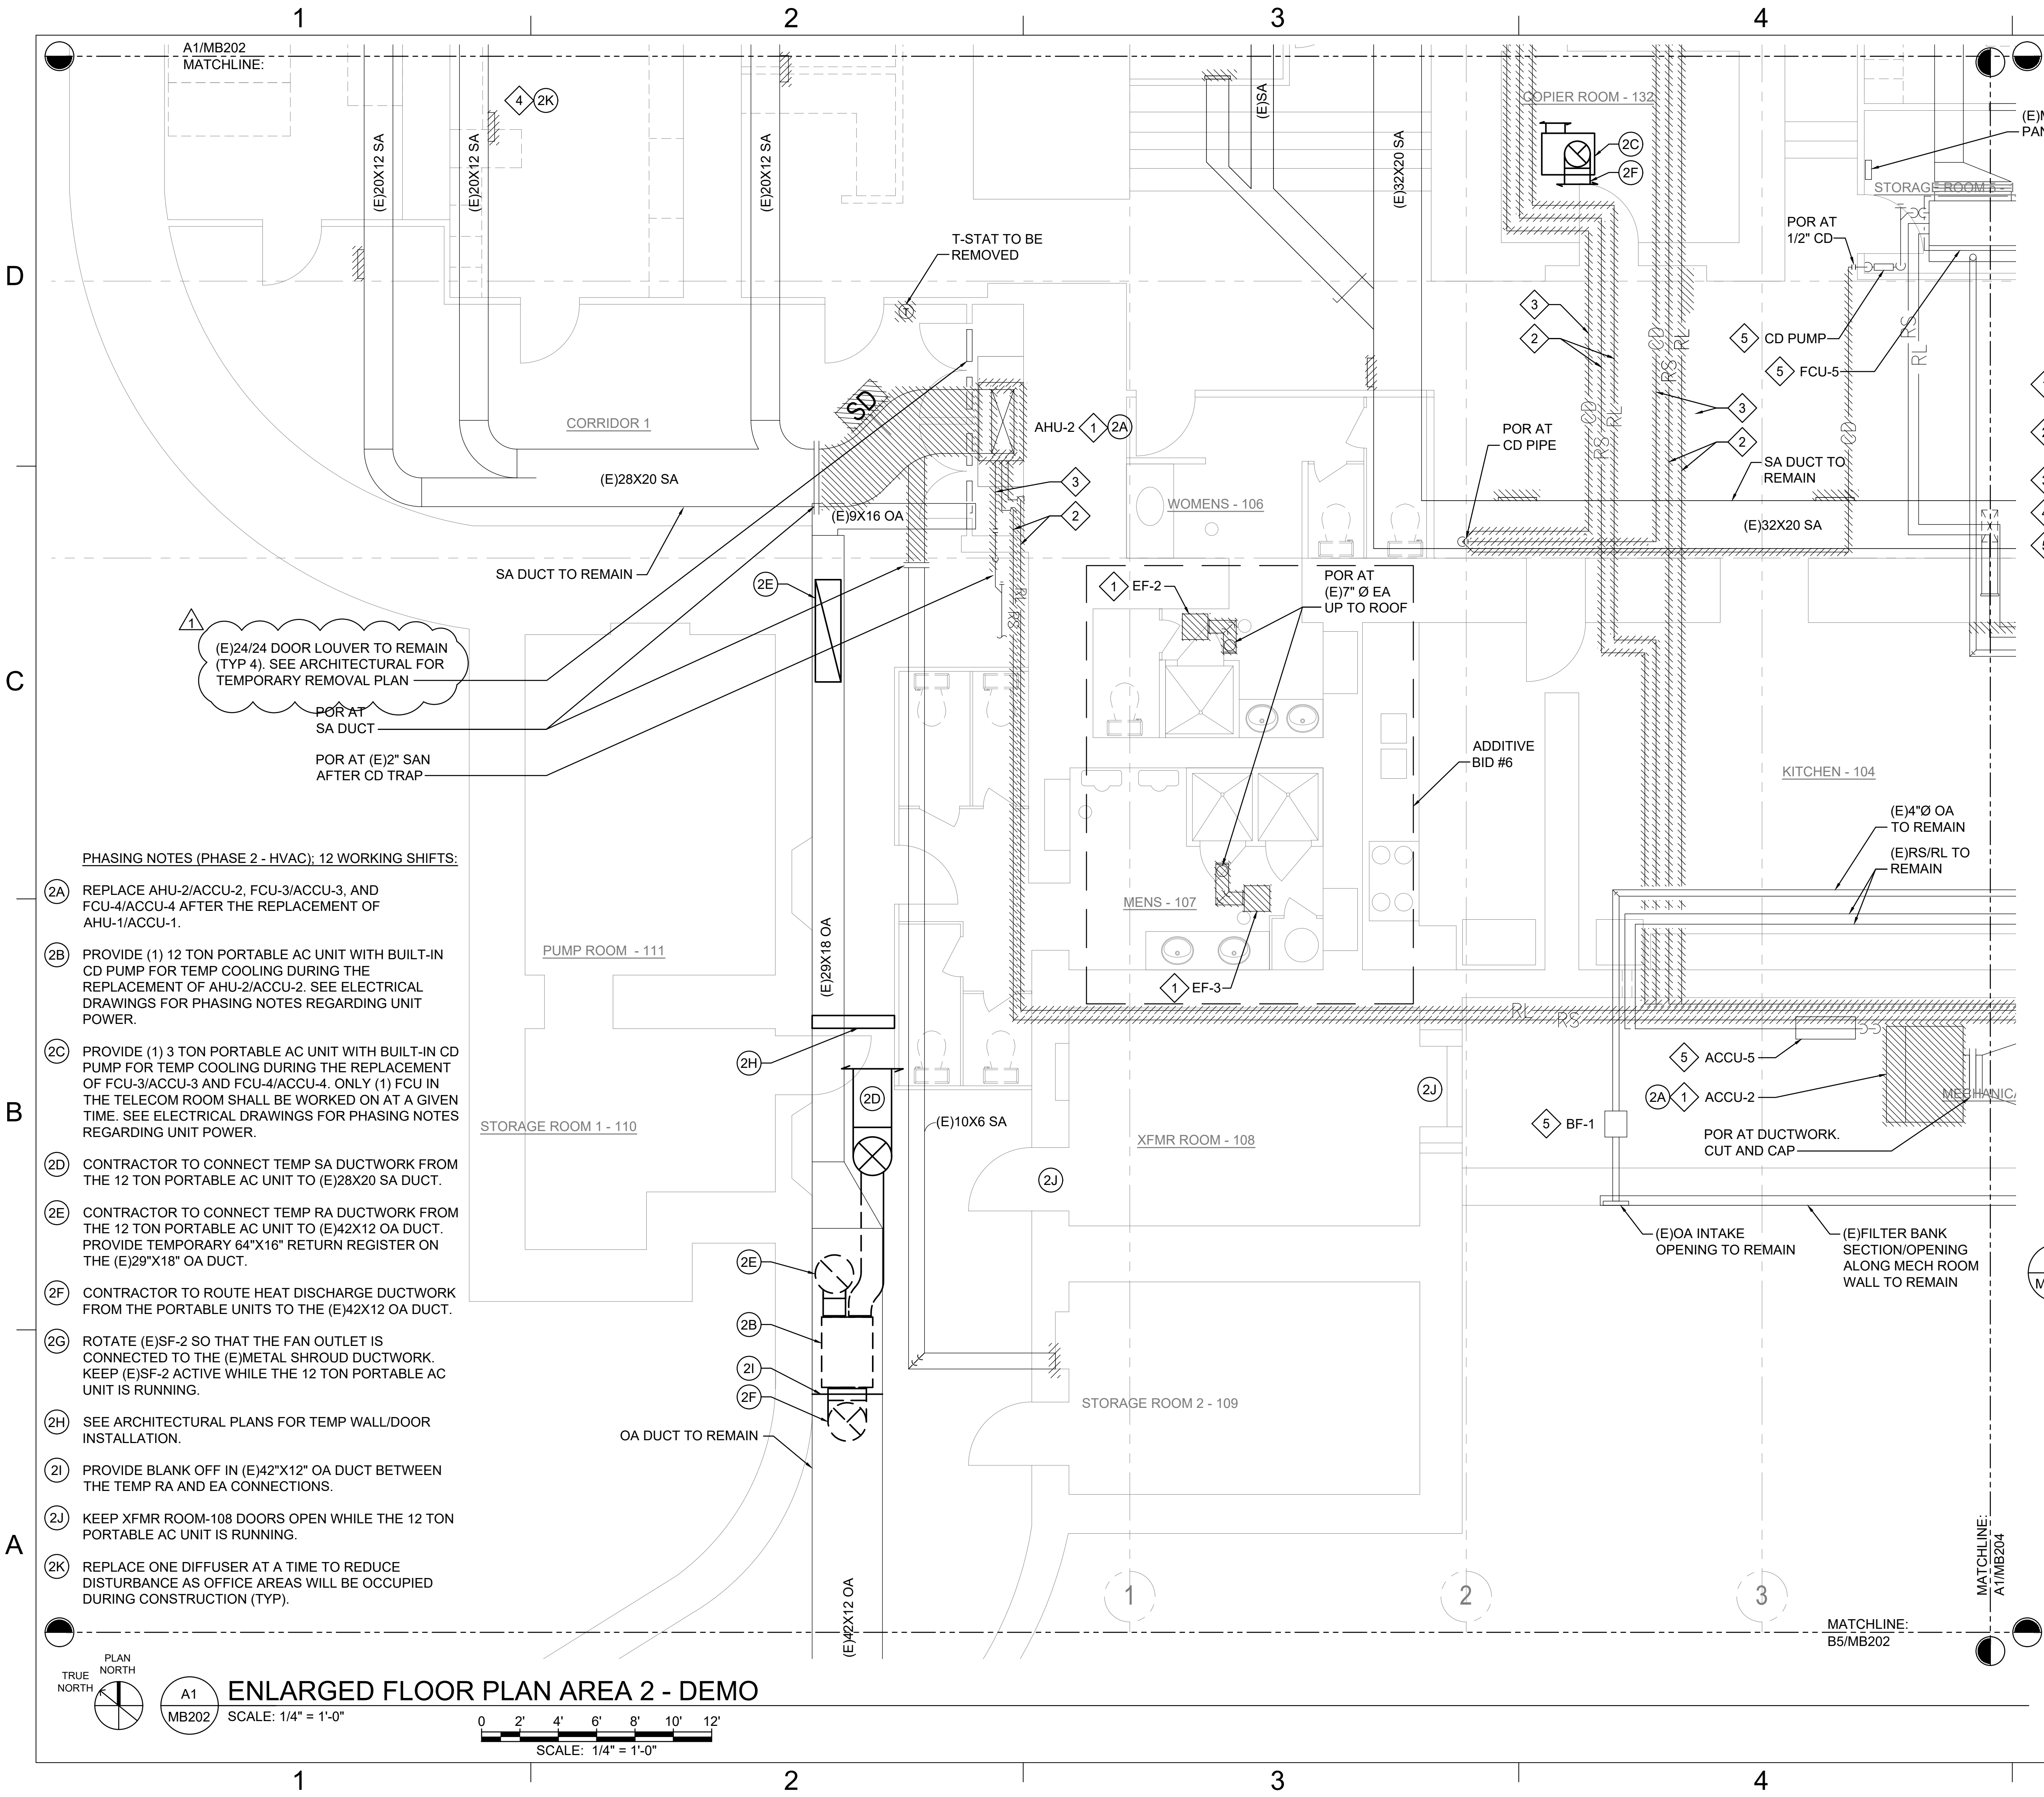 1
2
3
4
A1/MB202
MATCHLINE:
4
2K
(E)20X12 SA
(E)20X12 SA
(E)20X12 SA
(E)SA
(E)32X20 SA
COPIER ROOM - 132
2C
2F
STORAGE ROOM 5 -
POR AT
1/2" CD
D
T-STAT TO BE
REMOVED
T
3
2
5
CD PUMP
5
FCU-5
CD
RS
RL
RS
RL
SD
CORRIDOR 1
AHU-2
1
2A
3
2
CD
RS
RL
CD
POR AT
CD PIPE
SA DUCT TO
REMAIN
(E)28X20 SA
3
2
WOMENS - 106
(E)9X16 OA
(E)32X20 SA
SA DUCT TO REMAIN
2E
RL
RS
1
EF-2
POR AT
(E)7" Ø EA
UP TO ROOF
1
(E)24/24 DOOR LOUVER TO REMAIN
(TYP 4). SEE ARCHITECTURAL FOR
TEMPORARY REMOVAL PLAN
C
POR AT
SA DUCT
POR AT (E)2" SAN
AFTER CD TRAP
ADDITIVE
BID #6
KITCHEN - 104
(E)4"Ø OA
TO REMAIN
(E)RS/RL TO
REMAIN
PHASING NOTES (PHASE 2 - HVAC); 12 WORKING SHIFTS:
2A
REPLACE AHU-2/ACCU-2, FCU-3/ACCU-3, AND
FCU-4/ACCU-4 AFTER THE REPLACEMENT OF
AHU-1/ACCU-1.
2B
PROVIDE (1) 12 TON PORTABLE AC UNIT WITH BUILT-IN
CD PUMP FOR TEMP COOLING DURING THE
REPLACEMENT OF AHU-2/ACCU-2. SEE ELECTRICAL
DRAWINGS FOR PHASING NOTES REGARDING UNIT
POWER.
2C
PROVIDE (1) 3 TON PORTABLE AC UNIT WITH BUILT-IN CD
PUMP FOR TEMP COOLING DURING THE REPLACEMENT
OF FCU-3/ACCU-3 AND FCU-4/ACCU-4. ONLY (1) FCU IN
THE TELECOM ROOM SHALL BE WORKED ON AT A GIVEN
TIME. SEE ELECTRICAL DRAWINGS FOR PHASING NOTES
REGARDING UNIT POWER.
2D
CONTRACTOR TO CONNECT TEMP SA DUCTWORK FROM
THE 12 TON PORTABLE AC UNIT TO (E)28X20 SA DUCT.
2E
CONTRACTOR TO CONNECT TEMP RA DUCTWORK FROM
THE 12 TON PORTABLE AC UNIT TO (E)42X12 OA DUCT.
PROVIDE TEMPORARY 64"X16" RETURN REGISTER ON
THE (E)29"X18" OA DUCT.
2F
CONTRACTOR TO ROUTE HEAT DISCHARGE DUCTWORK
FROM THE PORTABLE UNITS TO THE (E)42X12 OA DUCT.
2G
ROTATE (E)SF-2 SO THAT THE FAN OUTLET IS
CONNECTED TO THE (E)METAL SHROUD DUCTWORK.
KEEP (E)SF-2 ACTIVE WHILE THE 12 TON PORTABLE AC
UNIT IS RUNNING.
2H
SEE ARCHITECTURAL PLANS FOR TEMP WALL/DOOR
INSTALLATION.
2I
PROVIDE BLANK OFF IN (E)42"X12" OA DUCT BETWEEN
THE TEMP RA AND EA CONNECTIONS.
2J
KEEP XFMR ROOM-108 DOORS OPEN WHILE THE 12 TON
PORTABLE AC UNIT IS RUNNING.
2K
REPLACE ONE DIFFUSER AT A TIME TO REDUCE
DISTURBANCE AS OFFICE AREAS WILL BE OCCUPIED
DURING CONSTRUCTION (TYP).
MENS - 107
PUMP ROOM - 111
(E)29X18 OA
1
EF-3
RL
RS
2H
2D
5
ACCU-5
2A
1
ACCU-2
2J
5
BF-1
POR AT DUCTWORK.
CUT AND CAP
B
STORAGE ROOM 1 - 110
(E)10X6 SA
XFMR ROOM - 108
2J
2E
2B
2I
2F
(E)OA INTAKE
OPENING TO REMAIN
(E)FILTER BANK
SECTION/OPENING
ALONG MECH ROOM
WALL TO REMAIN
STORAGE ROOM 2 - 109
OA DUCT TO REMAIN
A
(E)42X12 OA
1
2
3
MATCHLINE:
A1/MB204
MATCHLINE:
B5/MB202
PLAN
NORTH
TRUE
NORTH
A1
MB202
ENLARGED FLOOR PLAN AREA 2 - DEMO
SCALE: 1/4" = 1'-0"
0 2' 4' 6' 8' 10' 12'
SCALE: 1/4" = 1'-0"
1
2
3
4